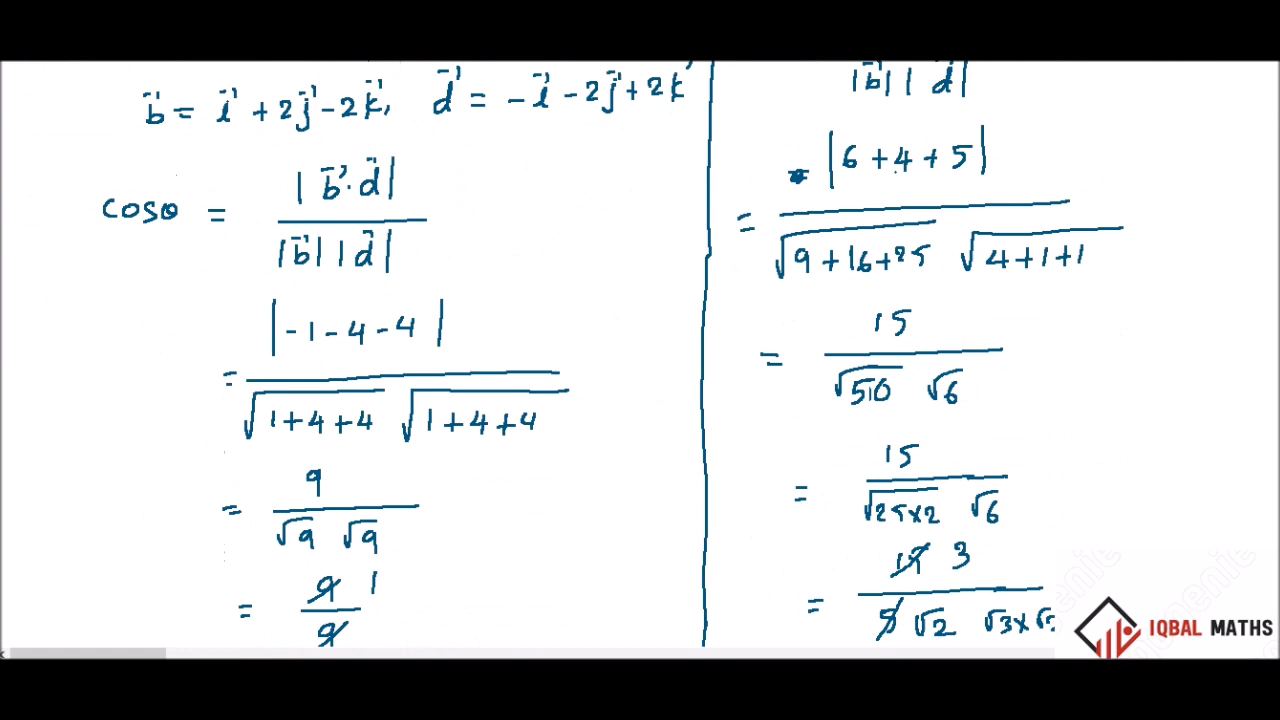 b⃗ = i⃗ + 2j⃗ - 2k⃗, d⃗ = -i⃗ - 2j⃗ + 2k⃗
cosθ = |b⃗·d⃗| / |b⃗| |d⃗|
= |-1 - 4 - 4| / √(1+4+4) √(1+4+4)
= 9 / √9 √9
= 9 1 / 9
|b⃗| |d⃗|
= |6 + 4 + 5| / √(9+16+25) √(4+1+1)
= 15 / √50 √6
= 15 / √(25×2) √6
= 15 3 / 5 √2 √3×√
IQBAL MATHS